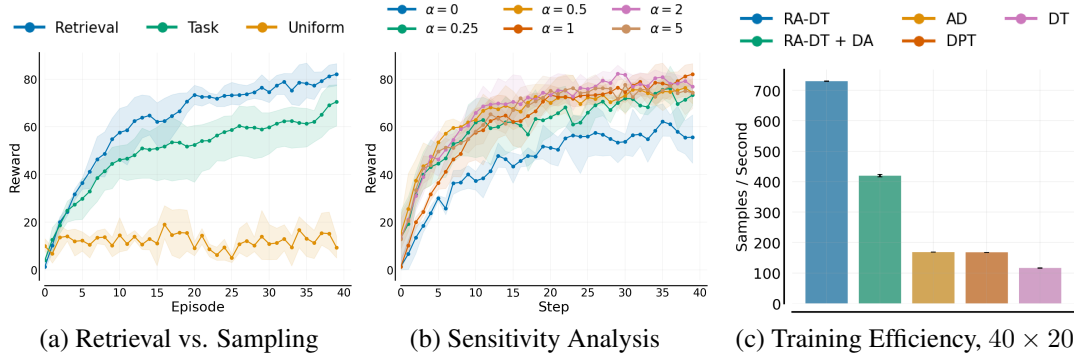 Retrieval Task Uniform
Reward
80
60
40
20
0
0 5 10 15 20 25 30 35 40
Episode
(a) Retrieval vs. Sampling
α = 0 α = 0.5 α = 2
α = 0.25 α = 1 α = 5
Reward
80
60
40
20
0
0 5 10 15 20 25 30 35 40
Step
(b) Sensitivity Analysis
RA-DT AD DT
RA-DT + DA DPT
Samples / Second
700
600
500
400
300
200
100
0
(c) Training Efficiency, 40 × 20